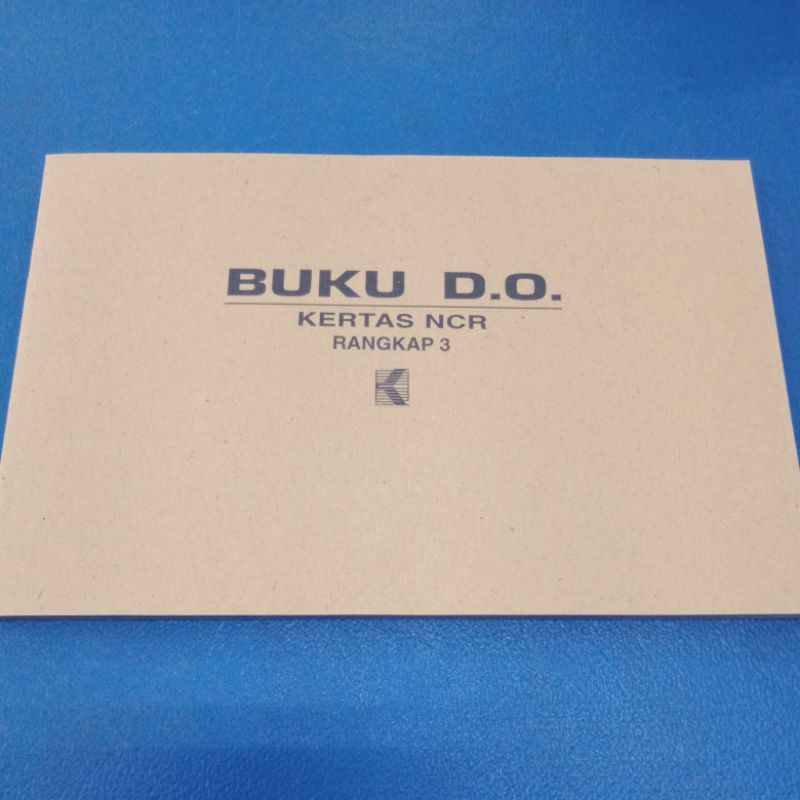 BUKU D.O.
KERTAS NCR
RANGKAP 3
K